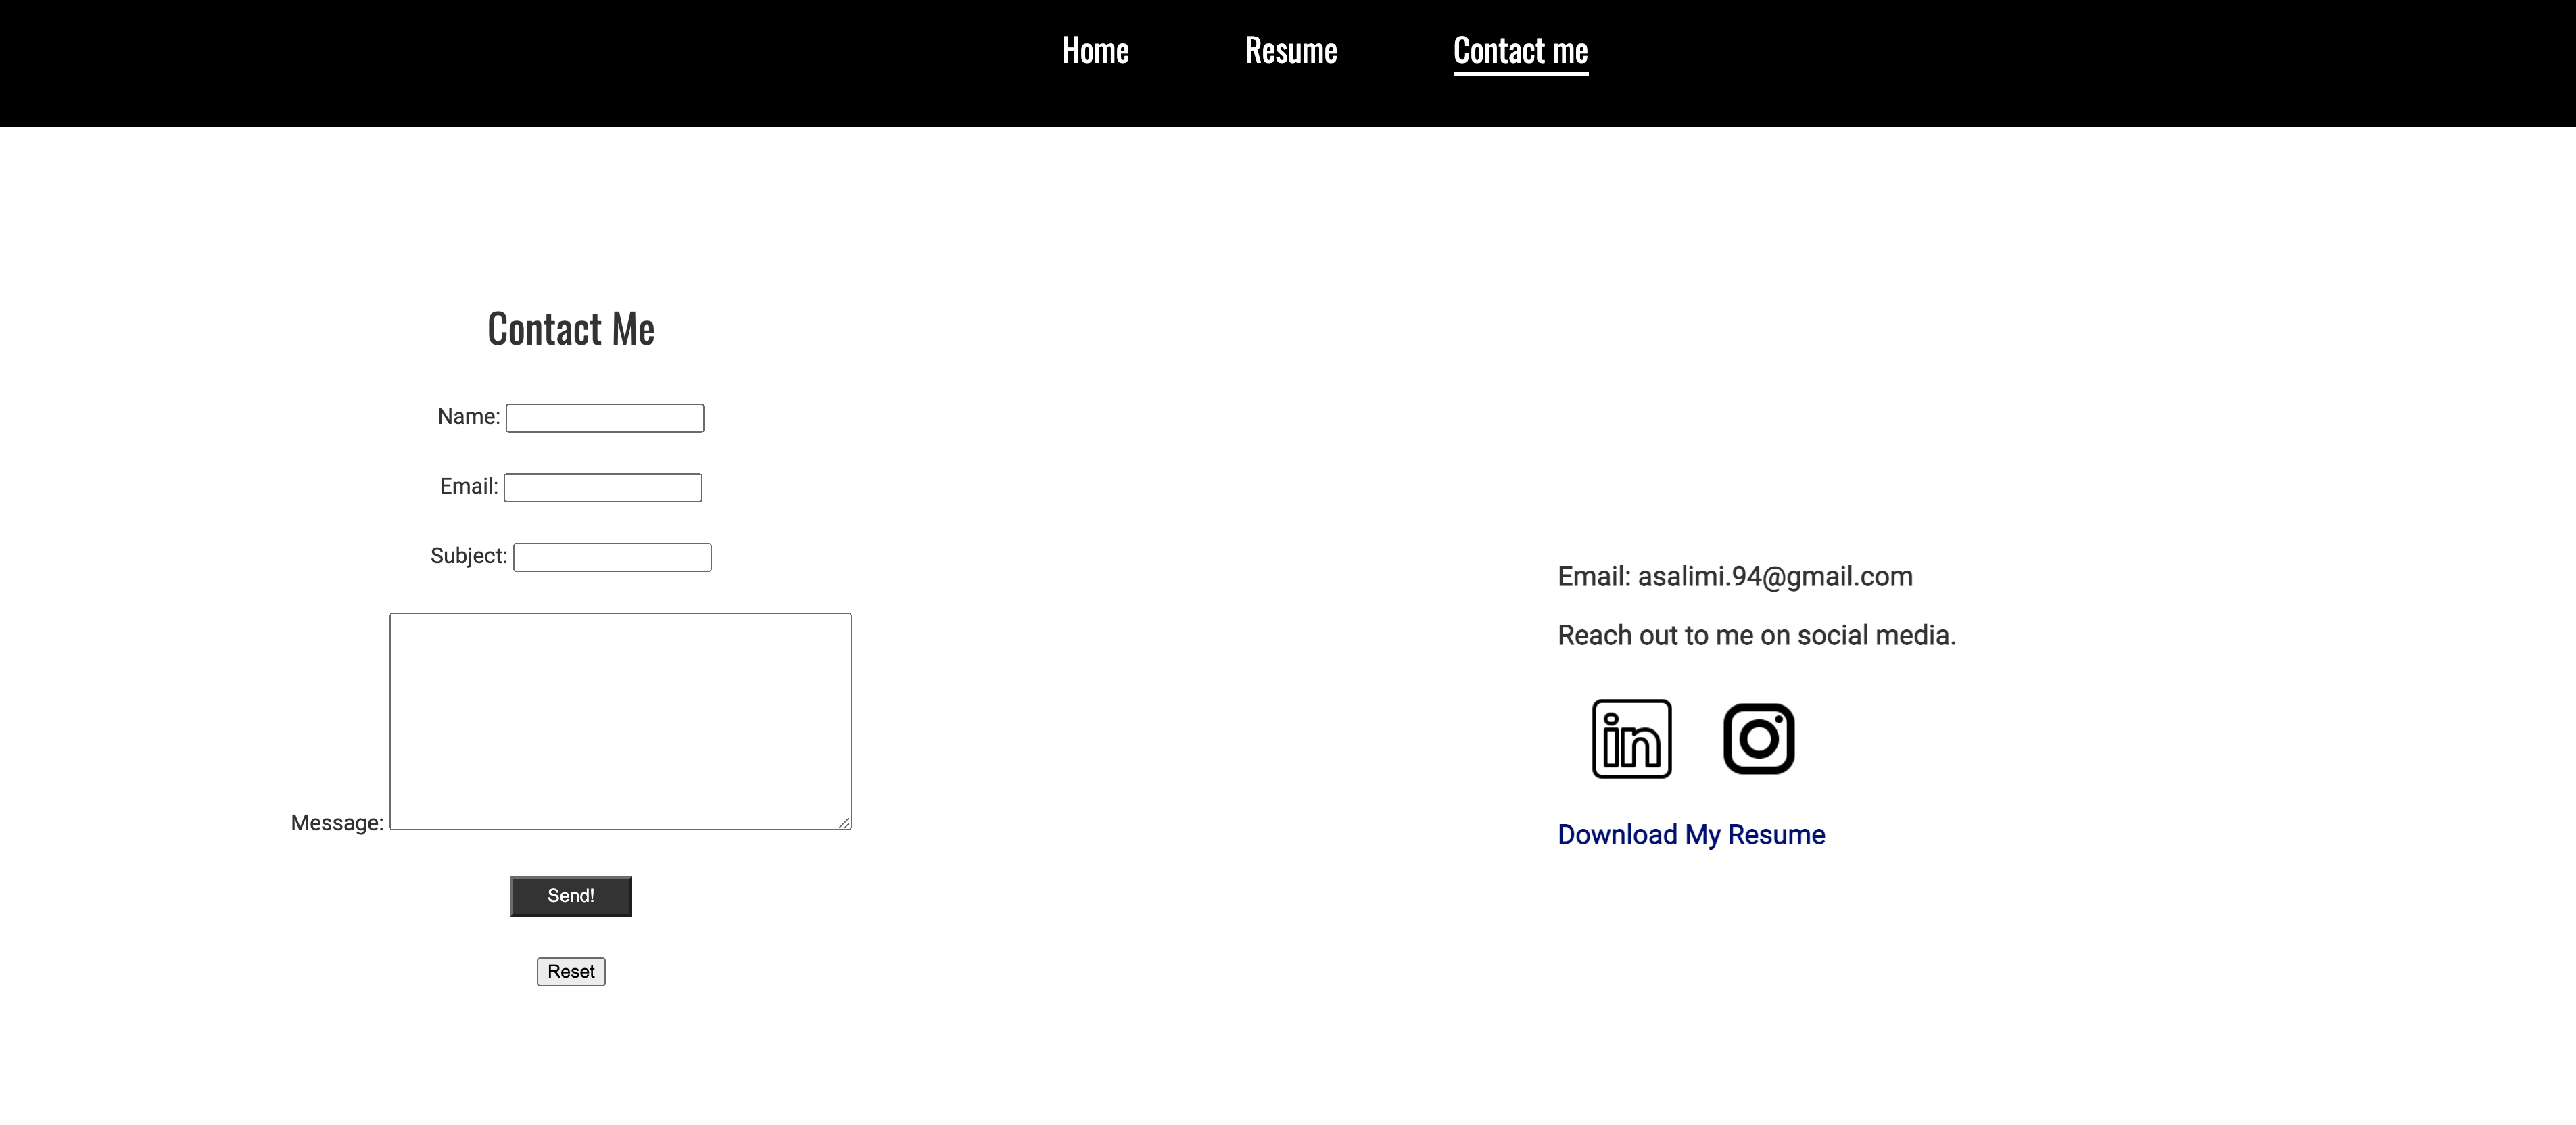 Home Resume Contact me
Contact Me
Name:
Email:
Subject:
Message:
Send!
Reset
Email: asalimi.94@gmail.com
Reach out to me on social media.
in
Download My Resume